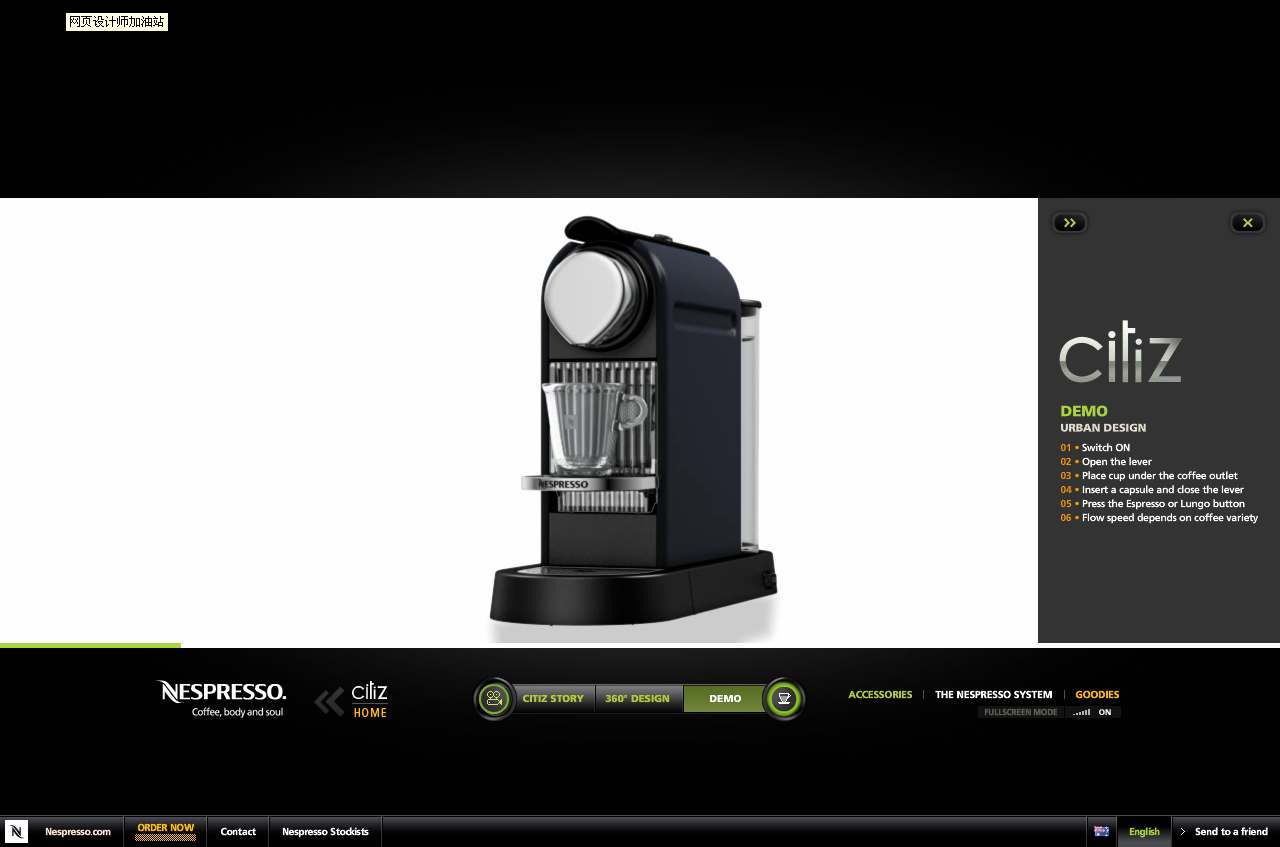 网页设计师加油站
citiz
DEMO
URBAN DESIGN
01 • Switch ON
02 • Open the lever
03 • Place cup under the coffee outlet
04 • Insert a capsule and close the lever
05 • Press the Espresso or Lungo button
06 • Flow speed depends on coffee variety
NESPRESSO
NESPRESSO.
Coffee, body and soul
citiz
HOME
CITIZ STORY
360° DESIGN
DEMO
ACCESSORIES
THE NESPRESSO SYSTEM
GOODIES
FULLSCREEN MODE
ON
N
Nespresso.com
ORDER NOW
Contact
Nespresso Stockists
English
Send to a friend